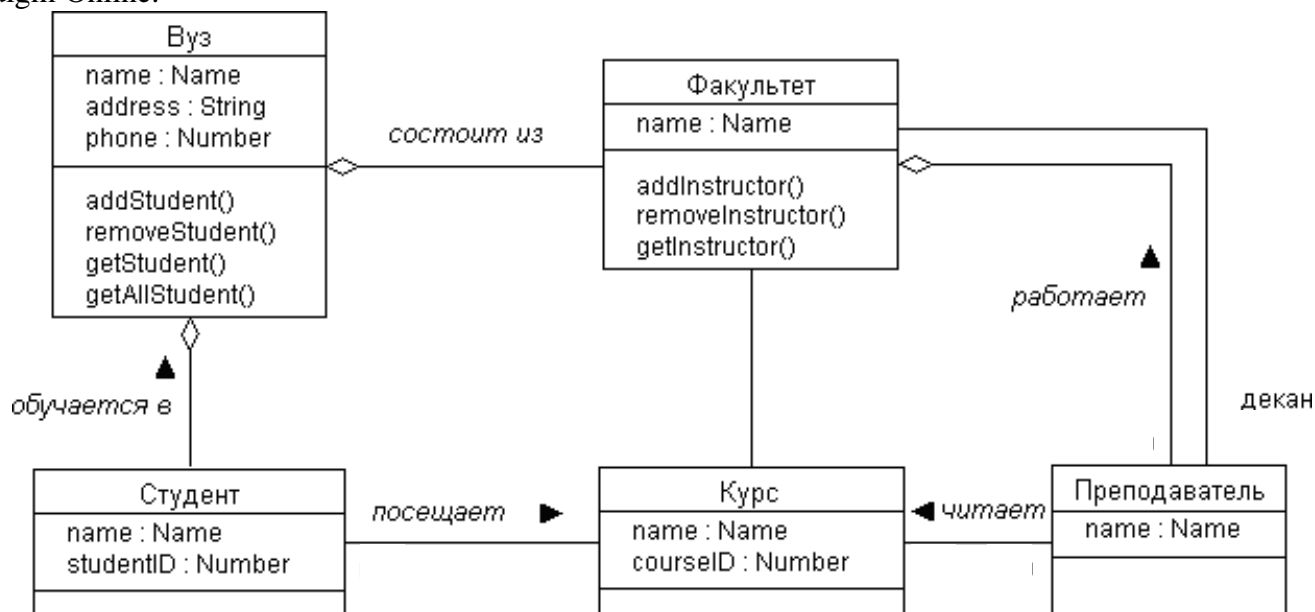 Online.
Вуз
name : Name
address : String
phone : Number
addStudent()
removeStudent()
getStudent()
getAllStudent()
состоит из
Факультет
name : Name
addInstructor()
removeInstructor()
getInstructor()
работает
декан
обучается в
Студент
name : Name
studentID : Number
посещает
Курс
name : Name
courseID : Number
читает
Преподаватель
name : Name